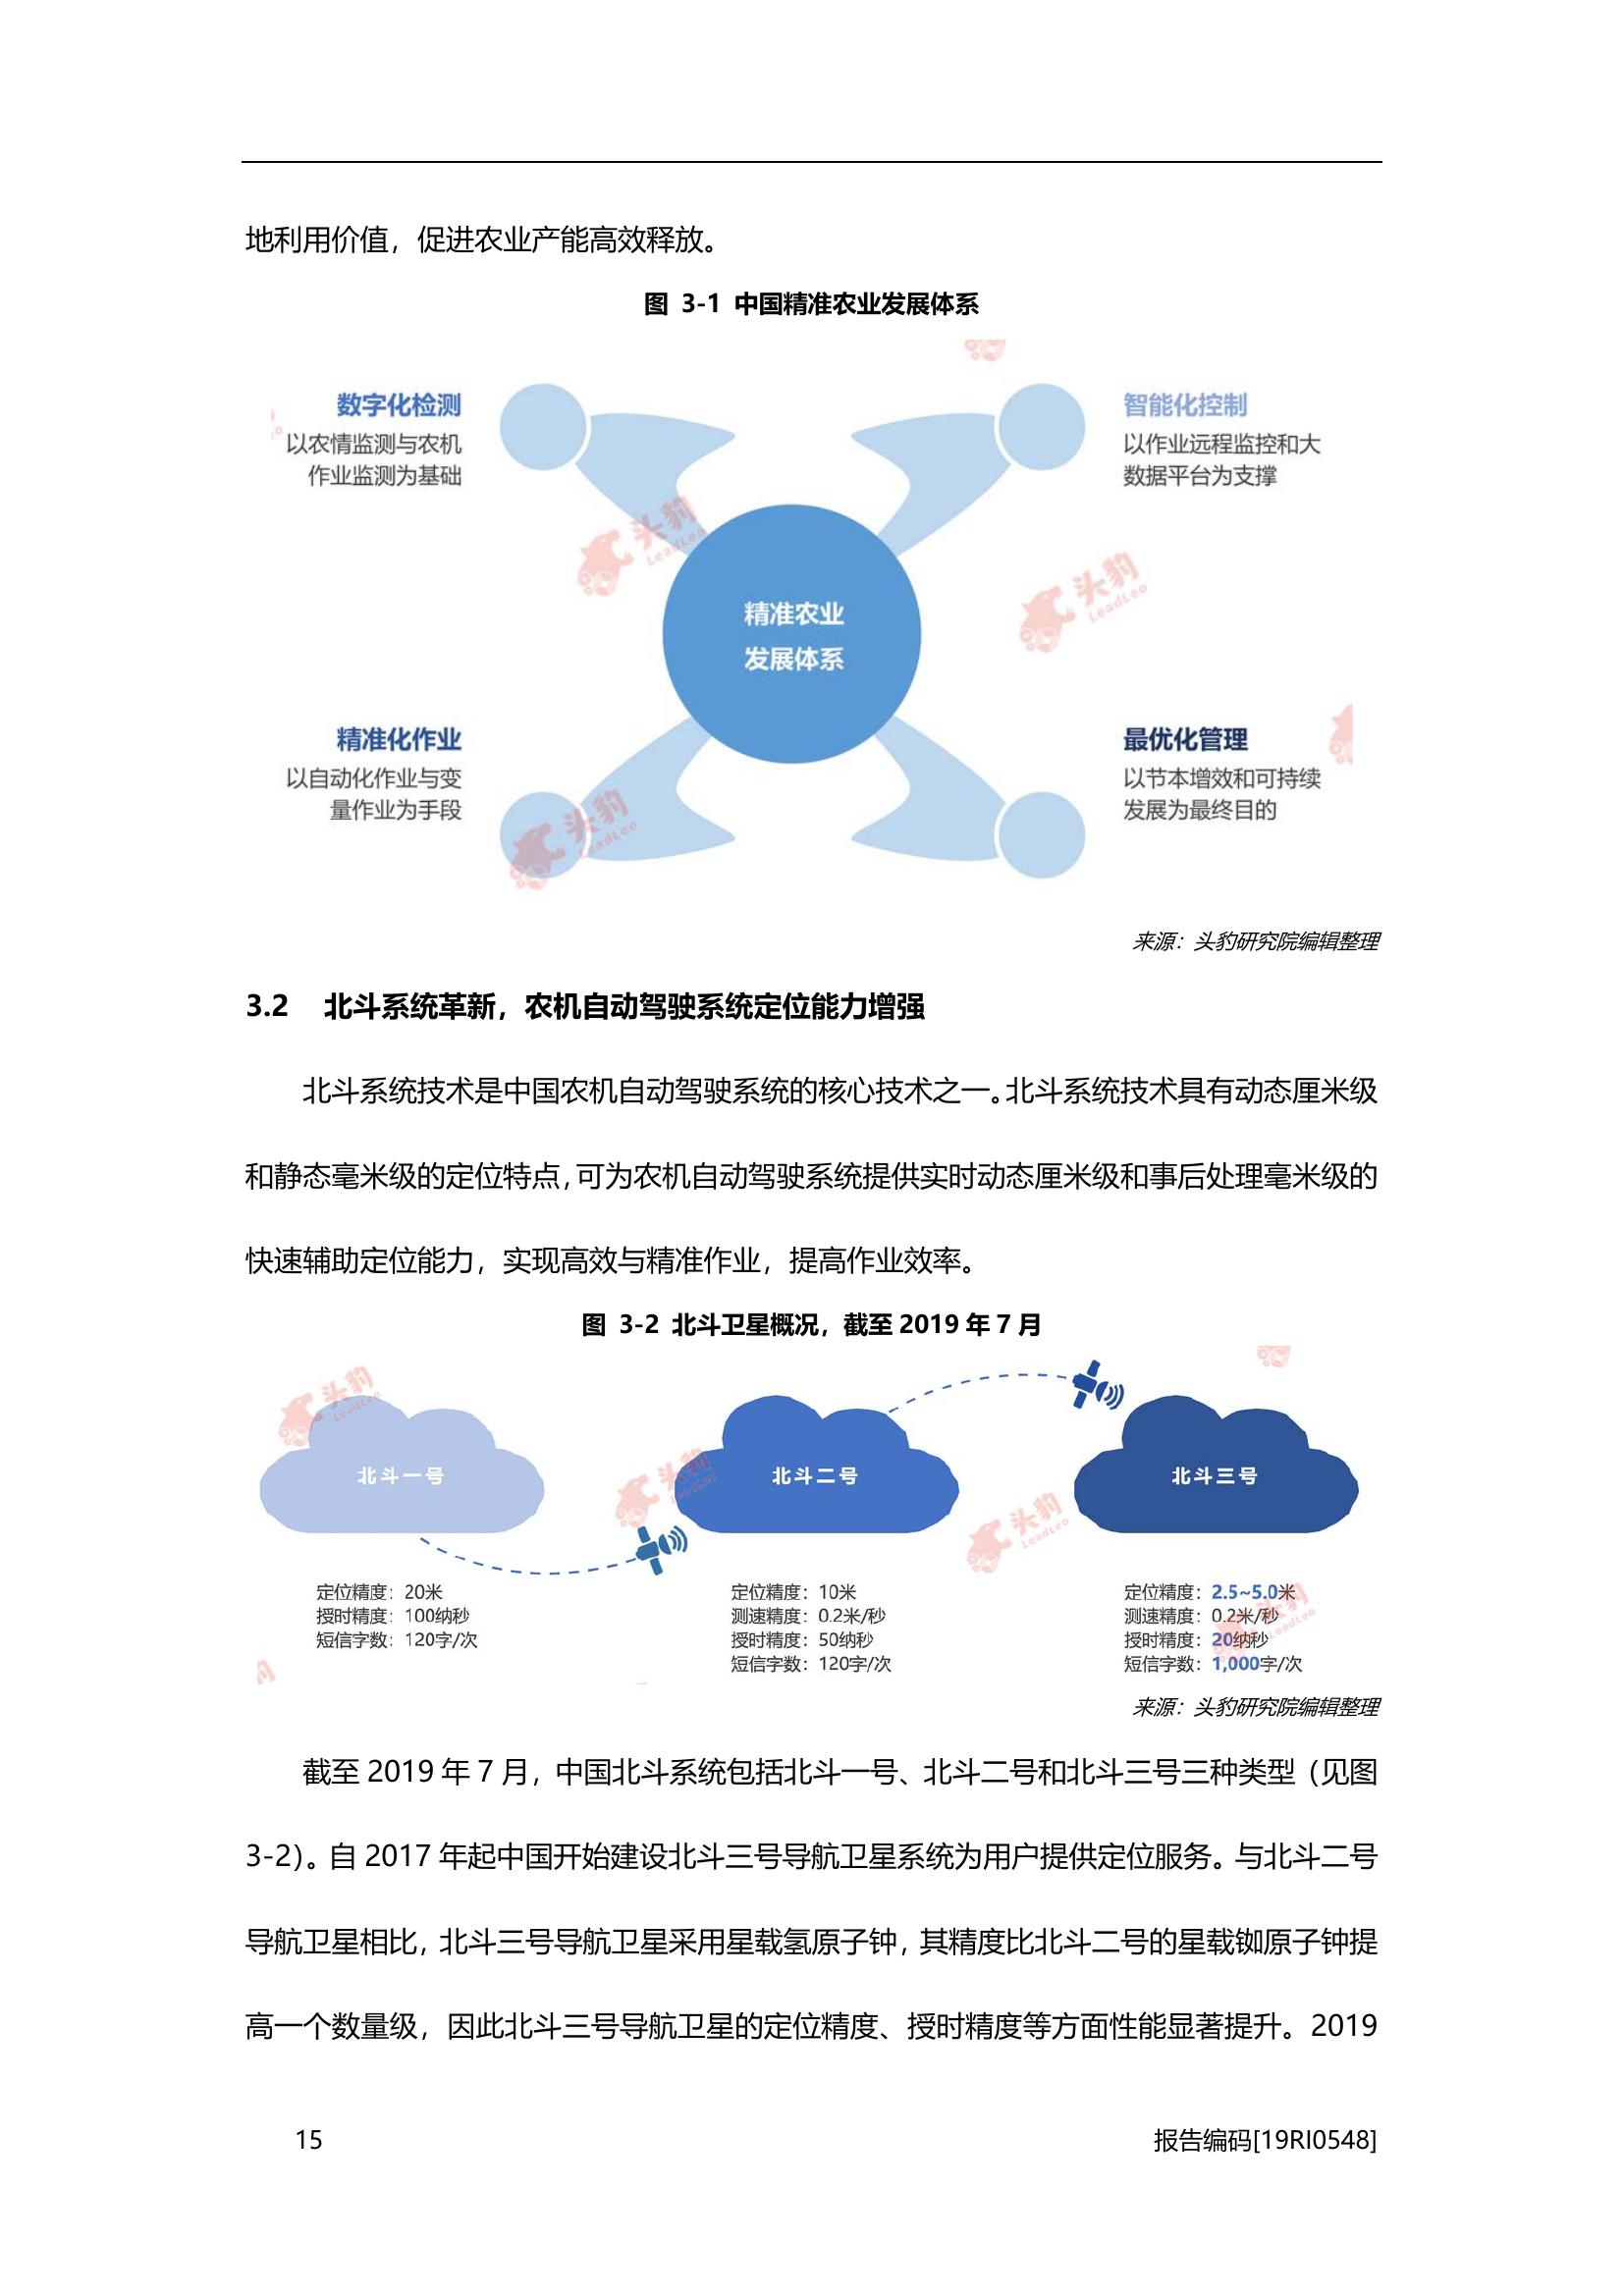 地利用价值，促进农业产能高效释放。
图 3-1 中国精准农业发展体系
数字化检测
以农情监测与农机
作业监测为基础
智能化控制
以作业远程监控和大
数据平台为支撑
精准农业
发展体系
精准化作业
以自动化作业与变
量作业为手段
最优化管理
以节本增效和可持续
发展为最终目的
头豹
LeadLeo
头豹
LeadLeo
头豹
LeadLeo
来源：头豹研究院编辑整理
3.2 北斗系统革新，农机自动驾驶系统定位能力增强
北斗系统技术是中国农机自动驾驶系统的核心技术之一。北斗系统技术具有动态厘米级
和静态毫米级的定位特点，可为农机自动驾驶系统提供实时动态厘米级和事后处理毫米级的
快速辅助定位能力，实现高效与精准作业，提高作业效率。
图 3-2 北斗卫星概况，截至 2019 年 7 月
北斗一号
北斗二号
北斗三号
定位精度：20米
授时精度：100纳秒
短信字数：120字/次
定位精度：10米
测速精度：0.2米/秒
授时精度：50纳秒
短信字数：120字/次
定位精度：2.5~5.0米
测速精度：0.2米/秒
授时精度：20纳秒
短信字数：1,000字/次
头豹
LeadLeo
头豹
LeadLeo
头豹
LeadLeo
头豹
LeadLeo
来源：头豹研究院编辑整理
截至 2019 年 7 月，中国北斗系统包括北斗一号、北斗二号和北斗三号三种类型（见图
3-2）。自 2017 年起中国开始建设北斗三号导航卫星系统为用户提供定位服务。与北斗二号
导航卫星相比，北斗三号导航卫星采用星载氢原子钟，其精度比北斗二号的星载铷原子钟提
高一个数量级，因此北斗三号导航卫星的定位精度、授时精度等方面性能显著提升。2019
15
报告编码[19RI0548]